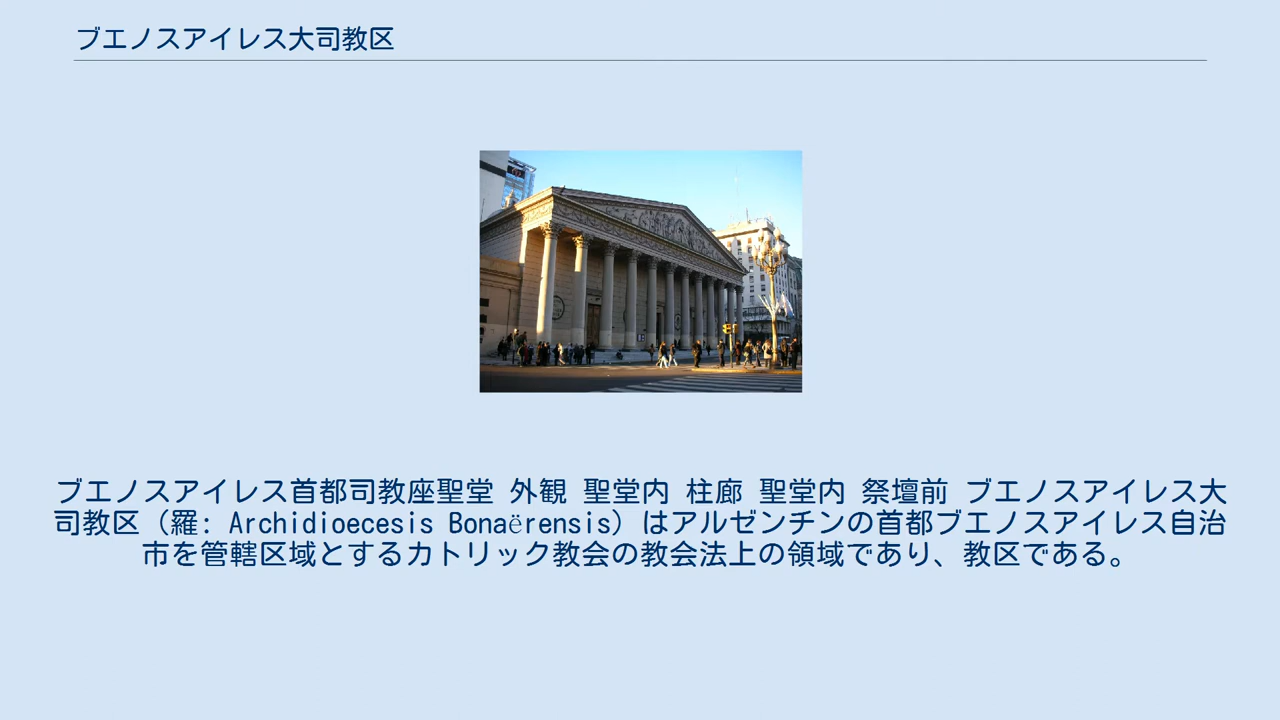 ブエノスアイレス大司教区
ブエノスアイレス首都司教座聖堂 外観 聖堂内 柱廊 聖堂内 祭壇前 ブエノスアイレス大
司教区（羅: Archidioecesis Bonaërensis）はアルゼンチンの首都ブエノスアイレス自治
市を管轄区域とするカトリック教会の教会法上の領域であり、教区である。